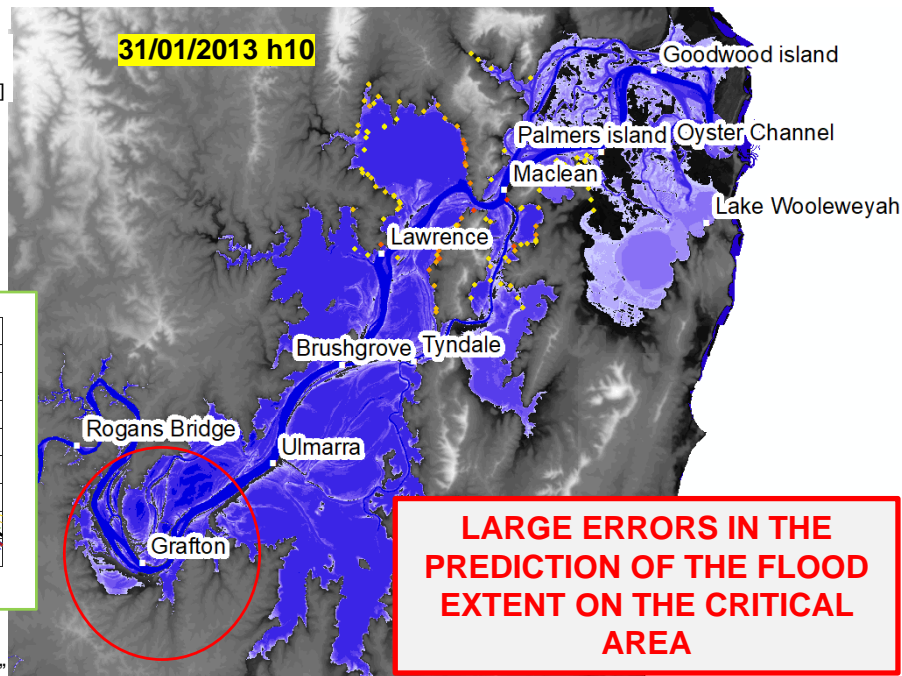 31/01/2013 h10
]
Goodwood island
Palmers island
Oyster Channel
Maclean
Lake Wooleweyah
Lawrence
Brushgrove
Tyndale
Rogans Bridge
Ulmarra
Grafton
LARGE ERRORS IN THE
PREDICTION OF THE FLOOD
EXTENT ON THE CRITICAL
AREA
”